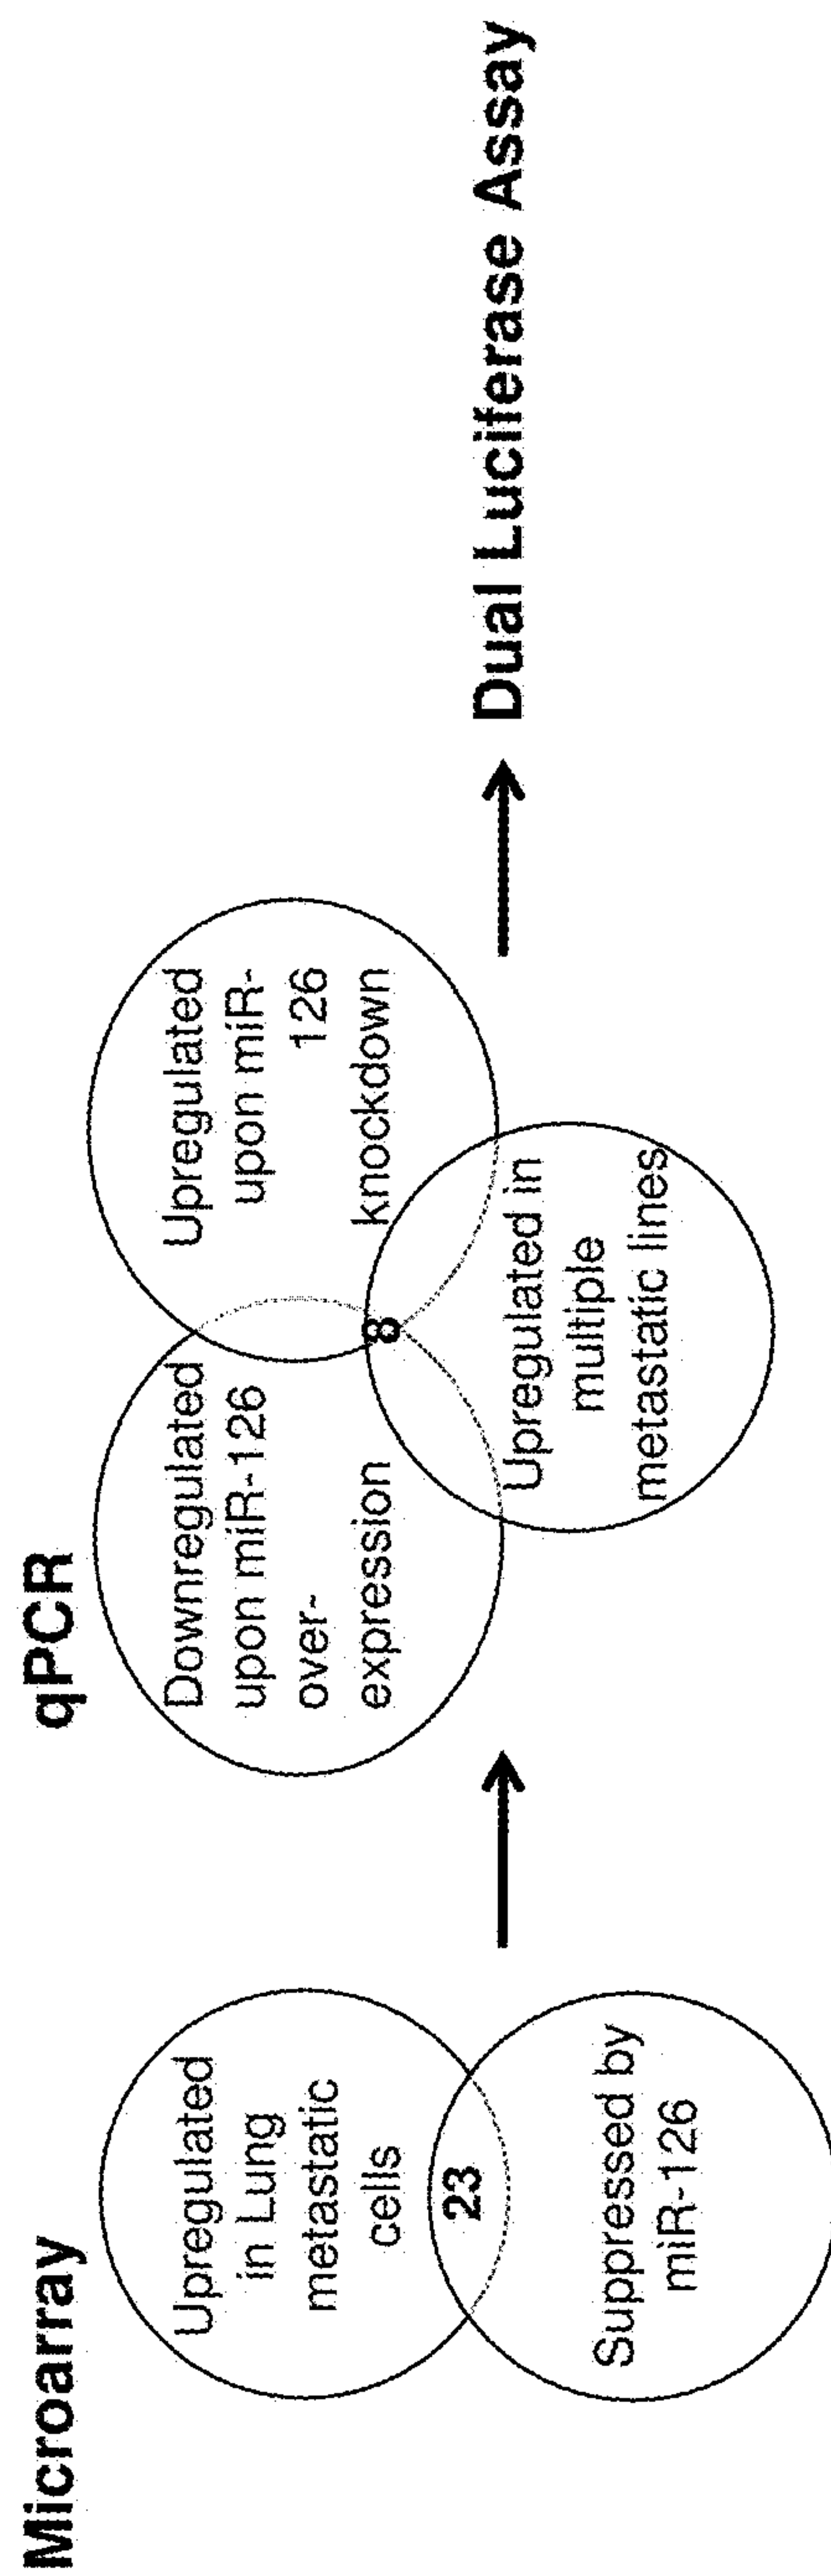 Microarray
Upregulated
in Lung
metastatic
cells
23
Suppressed by
miR-126
qPCR
Downregulated
upon miR-126
over-
expression
Upregulated
upon miR-
126
knockdown
8
Upregulated in
multiple
metastatic lines
Dual Luciferase Assay